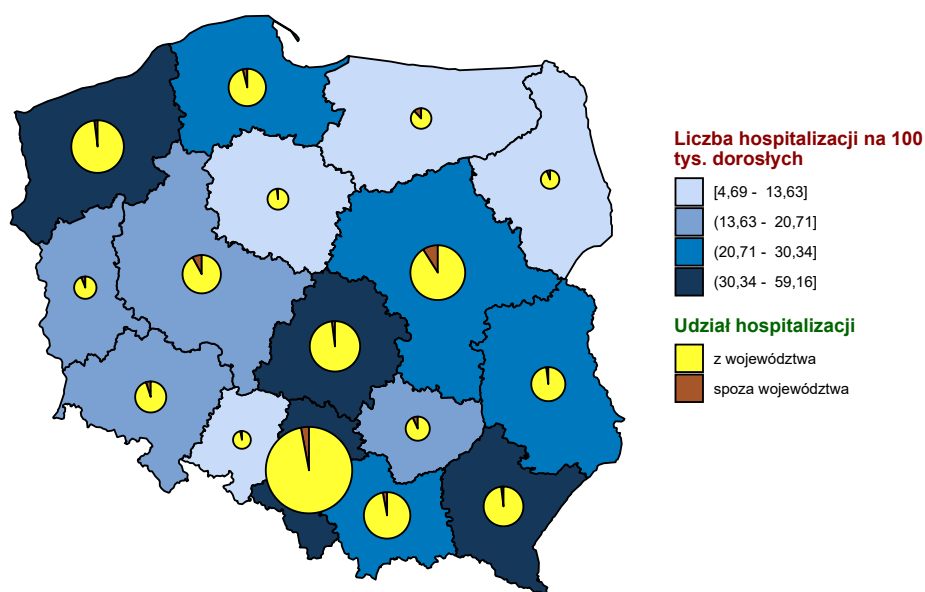 Liczba hospitalizacji na 100
tys. dorosłych
[4,69 - 13,63]
(13,63 - 20,71]
(20,71 - 30,34]
(30,34 - 59,16]
Udział hospitalizacji
z województwa
spoza województwa